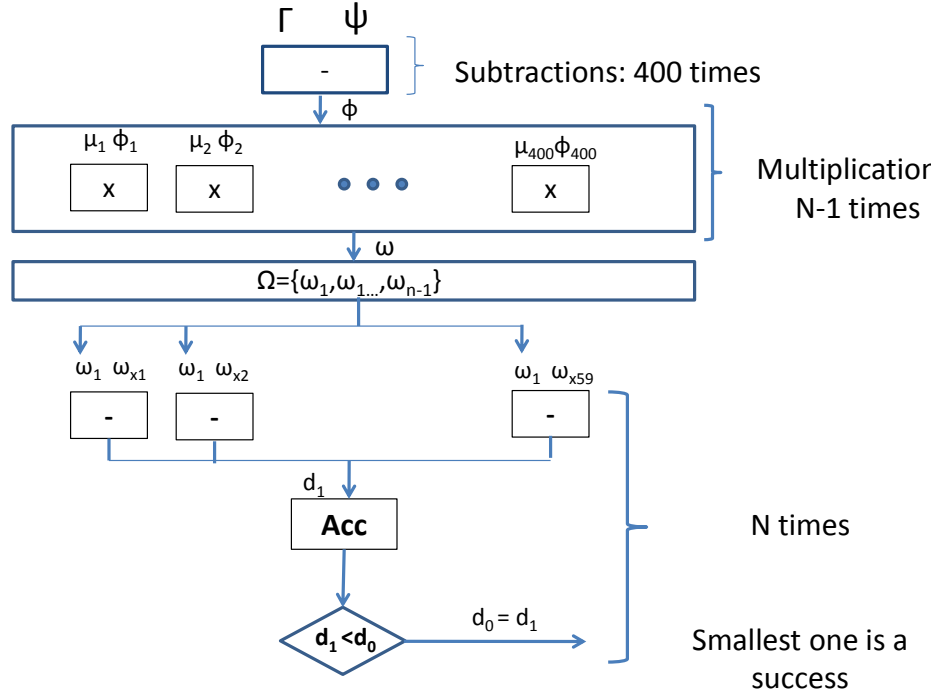 Γ ψ
-
Subtractions: 400 times
ϕ
μ1 ϕ1 μ2 ϕ2 μ400ϕ400
x x x
Multiplication
N-1 times
ω
Ω={ω1,ω1...,ωn-1}
ω1 ωx1 ω1 ωx2 ω1 ωx59
- - -
d1
Acc
N times
d1 <d0
d0 = d1
Smallest one is a
success